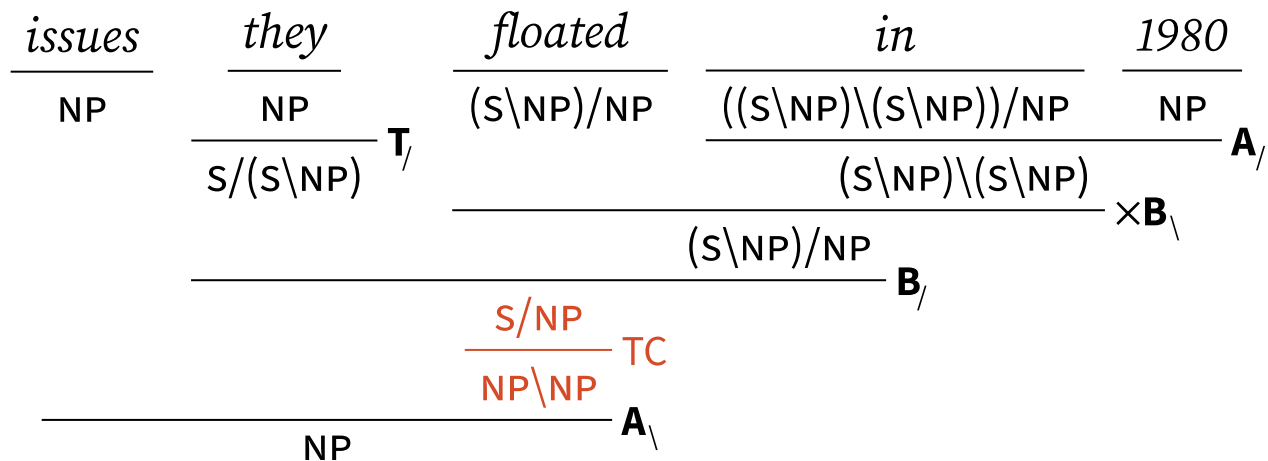 issues they floated in 1980
NP NP (S\NP)/NP ((S\NP)\(S\NP))/NP NP
T/ A/
S/(S\NP) (S\NP)\(S\NP)
×B\
(S\NP)/NP
B/
S/NP
TC
NP\NP
A\
NP